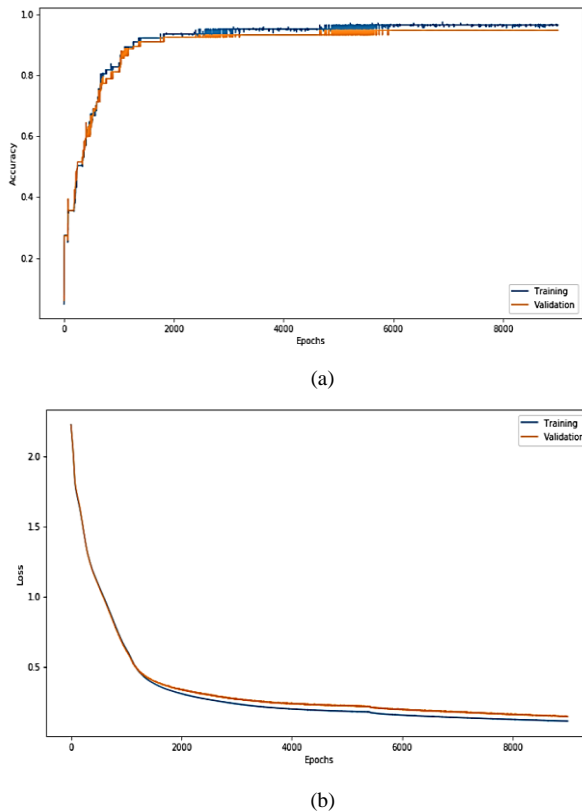 1.0
0.8
0.6
0.4
0.2
Accuracy
Training
Validation
0 2000 4000 6000 8000
Epochs
(a)
2.0
1.5
1.0
0.5
Loss
Training
Validation
0 2000 4000 6000 8000
Epochs
(b)